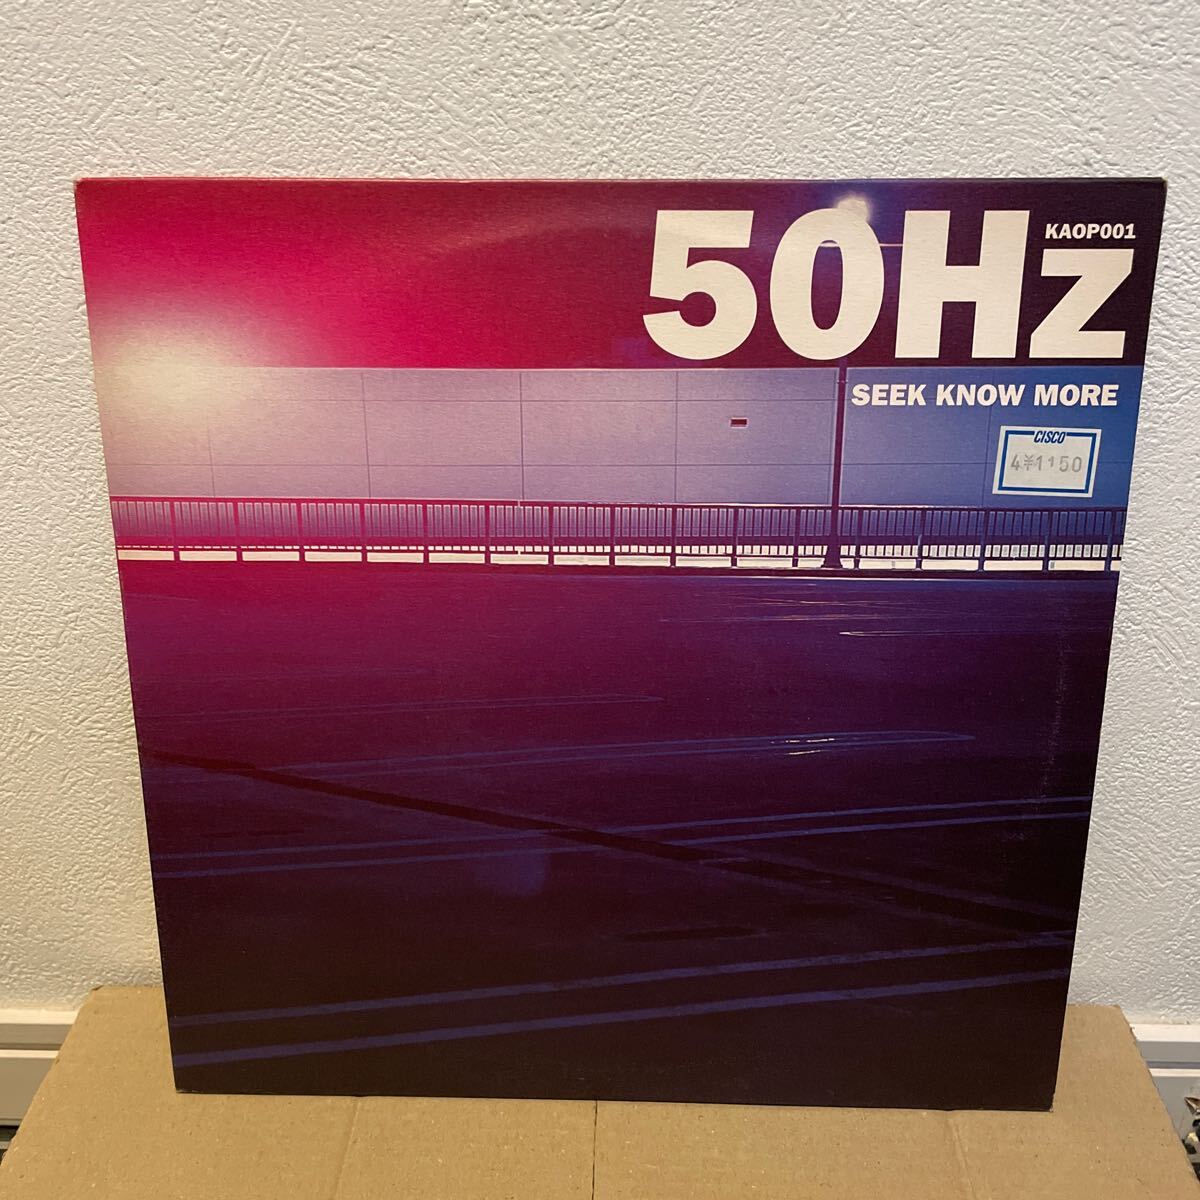 50Hz
KAOP001
SEEK KNOW MORE
CISCO
4¥1150